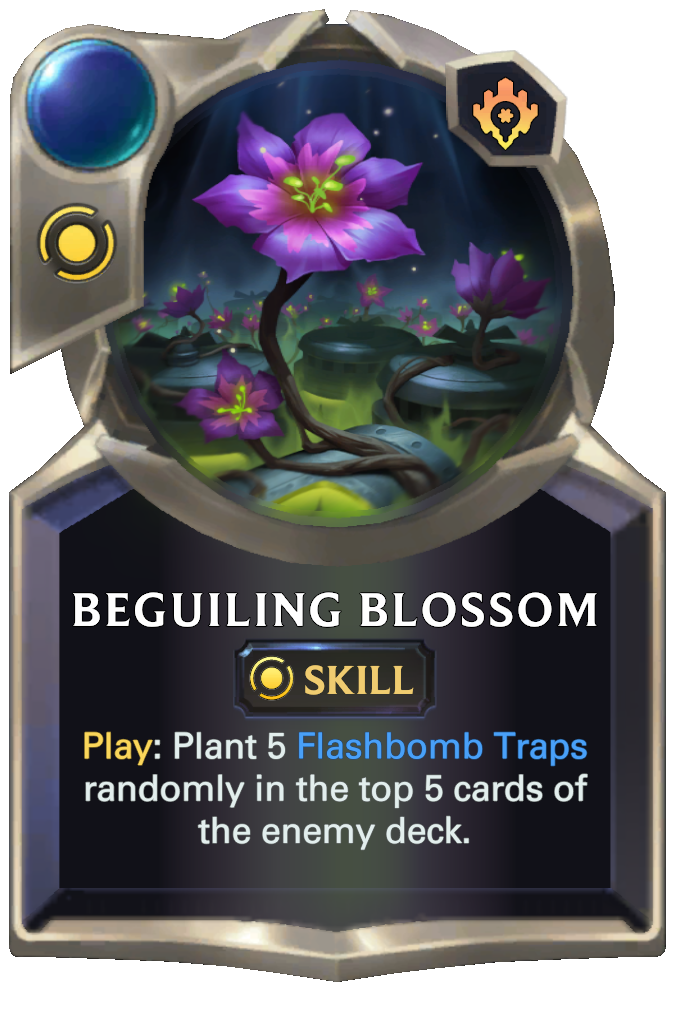 BEGUILING BLOSSOM
SKILL
Play: Plant 5 Flashbomb Traps
randomly in the top 5 cards of
the enemy deck.